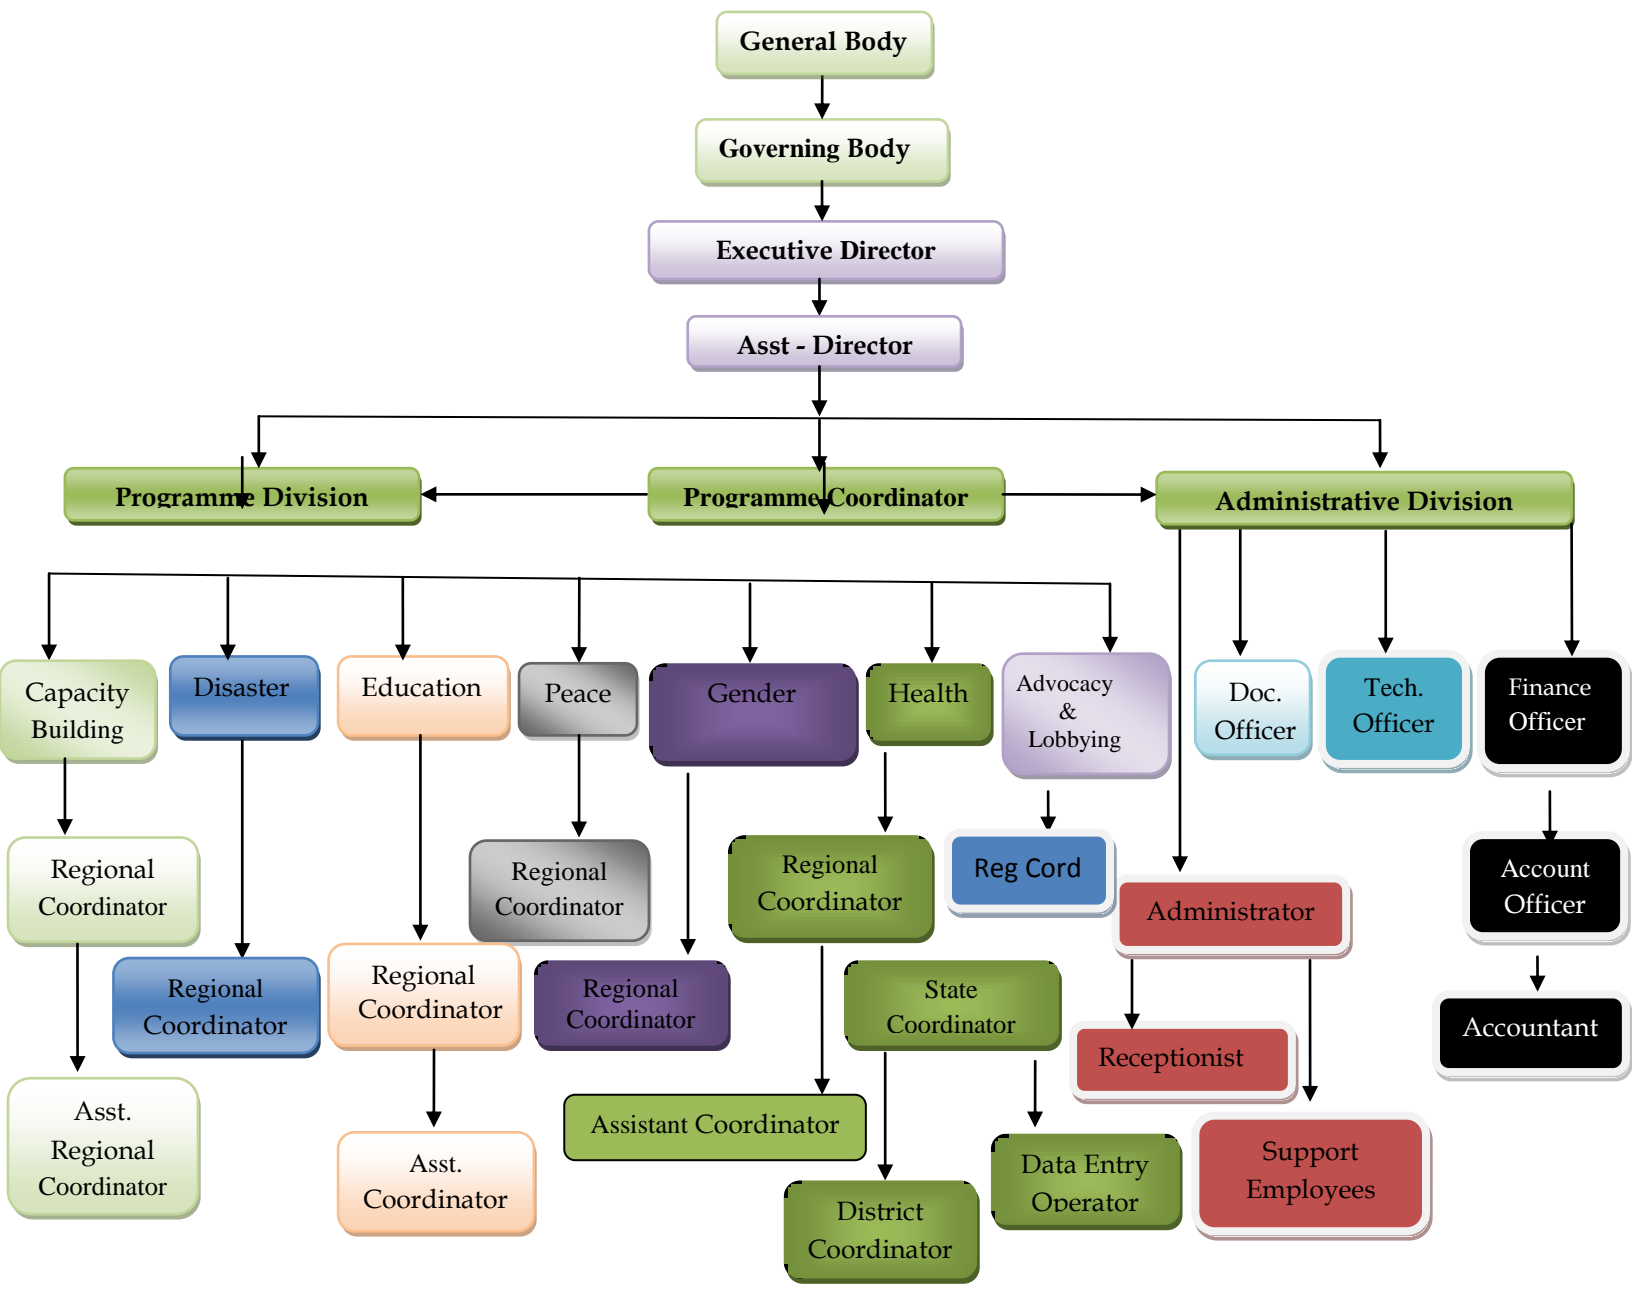 General Body
Governing Body
Executive Director
Asst - Director
Programme Division
Programme Coordinator
Administrative Division
Capacity
Building
Disaster
Education
Peace
Gender
Health
Advocacy
&
Lobbying
Doc.
Officer
Tech.
Officer
Finance
Officer
Regional
Coordinator
Regional
Coordinator
Regional
Coordinator
Reg Cord
Administrator
Account
Officer
Regional
Coordinator
Regional
Coordinator
Regional
Coordinator
State
Coordinator
Receptionist
Accountant
Asst.
Regional
Coordinator
Asst.
Coordinator
Assistant Coordinator
District
Coordinator
Data Entry
Operator
Support
Employees